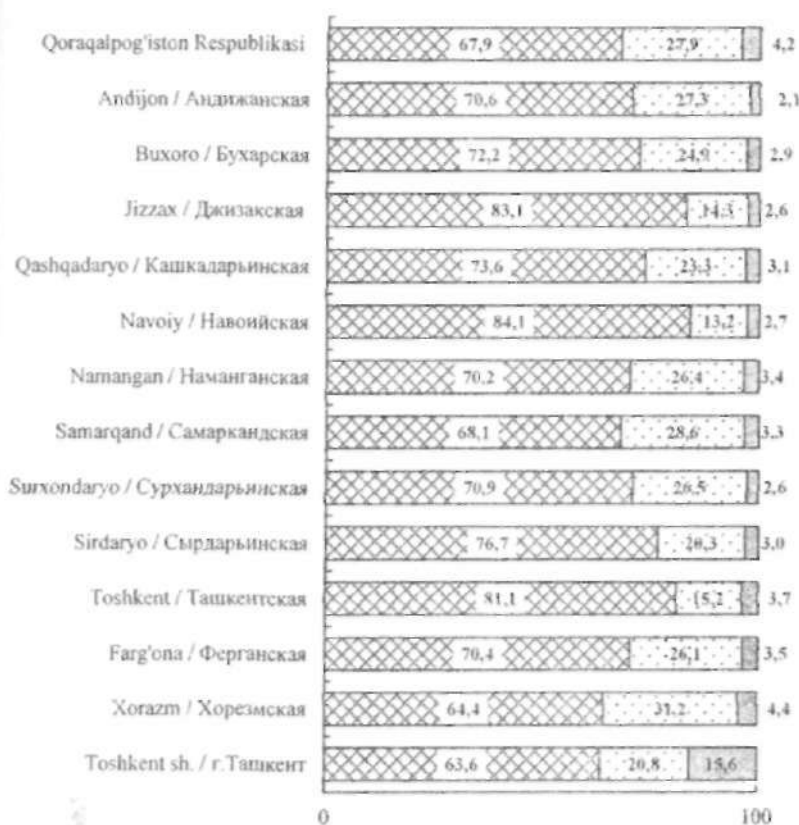 Qoraqalpog'iston Respublikasi 67,9 27,9 4,2
Andijon / Андижанская 70,6 27,3 2,1
Buxoro / Бухарская 72,2 24,9 2,9
Jizzax / Джизакская 83,1 14,3 2,6
Qashqadaryo / Кашкадарьинская 73,6 23,3 3,1
Navoiy / Навоийская 84,1 13,2 2,7
Namangan / Наманганская 70,2 26,4 3,4
Samarqand / Самаркандская 68,1 28,6 3,3
Surxondaryo / Сурхандарьинская 70,9 26,5 2,6
Sirdaryo / Сырдарьинская 76,7 20,3 3,0
Toshkent / Ташкентская 81,1 15,2 3,7
Farg'ona / Ферганская 70,4 26,1 3,5
Xorazm / Хорезмская 64,4 31,2 4,4
Toshkent sh. / г.Ташкент 63,6 20,8 15,6
0 100